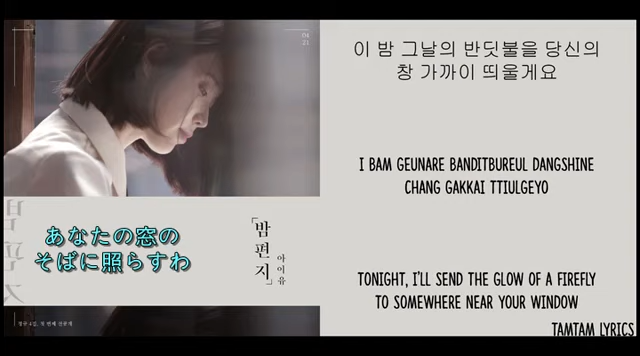 04
21
あなたの窓の
そばに照らすわ
「밤편지」
아이유
이 밤 그날의 반딧불을 당신의
창 가까이 띄울게요
I BAM GEUNARE BANDITBUREUL DANGSHINE
CHANG GAKKAI TTIULGEYO
TONIGHT, I'LL SEND THE GLOW OF A FIREFLY
TO SOMEWHERE NEAR YOUR WINDOW
TAMTAM LYRICS